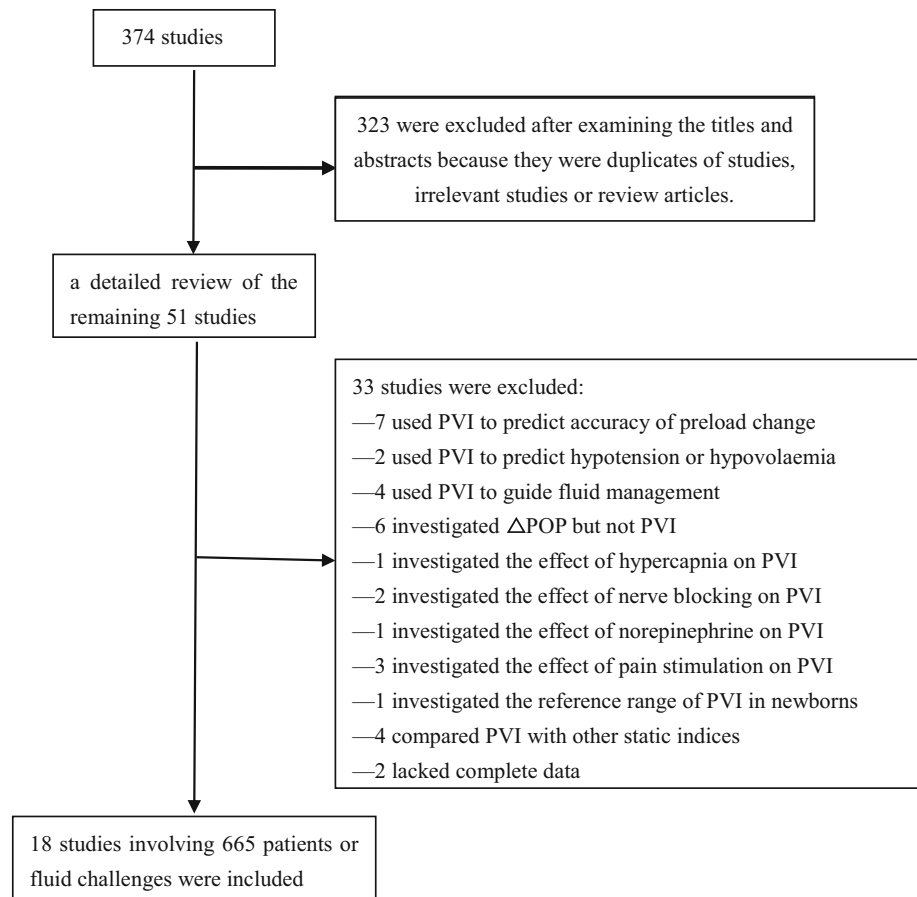 374 studies
323 were excluded after examining the titles and
abstracts because they were duplicates of studies,
irrelevant studies or review articles.
a detailed review of the
remaining 51 studies
33 studies were excluded:
—7 used PVI to predict accuracy of preload change
—2 used PVI to predict hypotension or hypovolaemia
—4 used PVI to guide fluid management
—6 investigated △POP but not PVI
—1 investigated the effect of hypercapnia on PVI
—2 investigated the effect of nerve blocking on PVI
—1 investigated the effect of norepinephrine on PVI
—3 investigated the effect of pain stimulation on PVI
—1 investigated the reference range of PVI in newborns
—4 compared PVI with other static indices
—2 lacked complete data
18 studies involving 665 patients or
fluid challenges were included